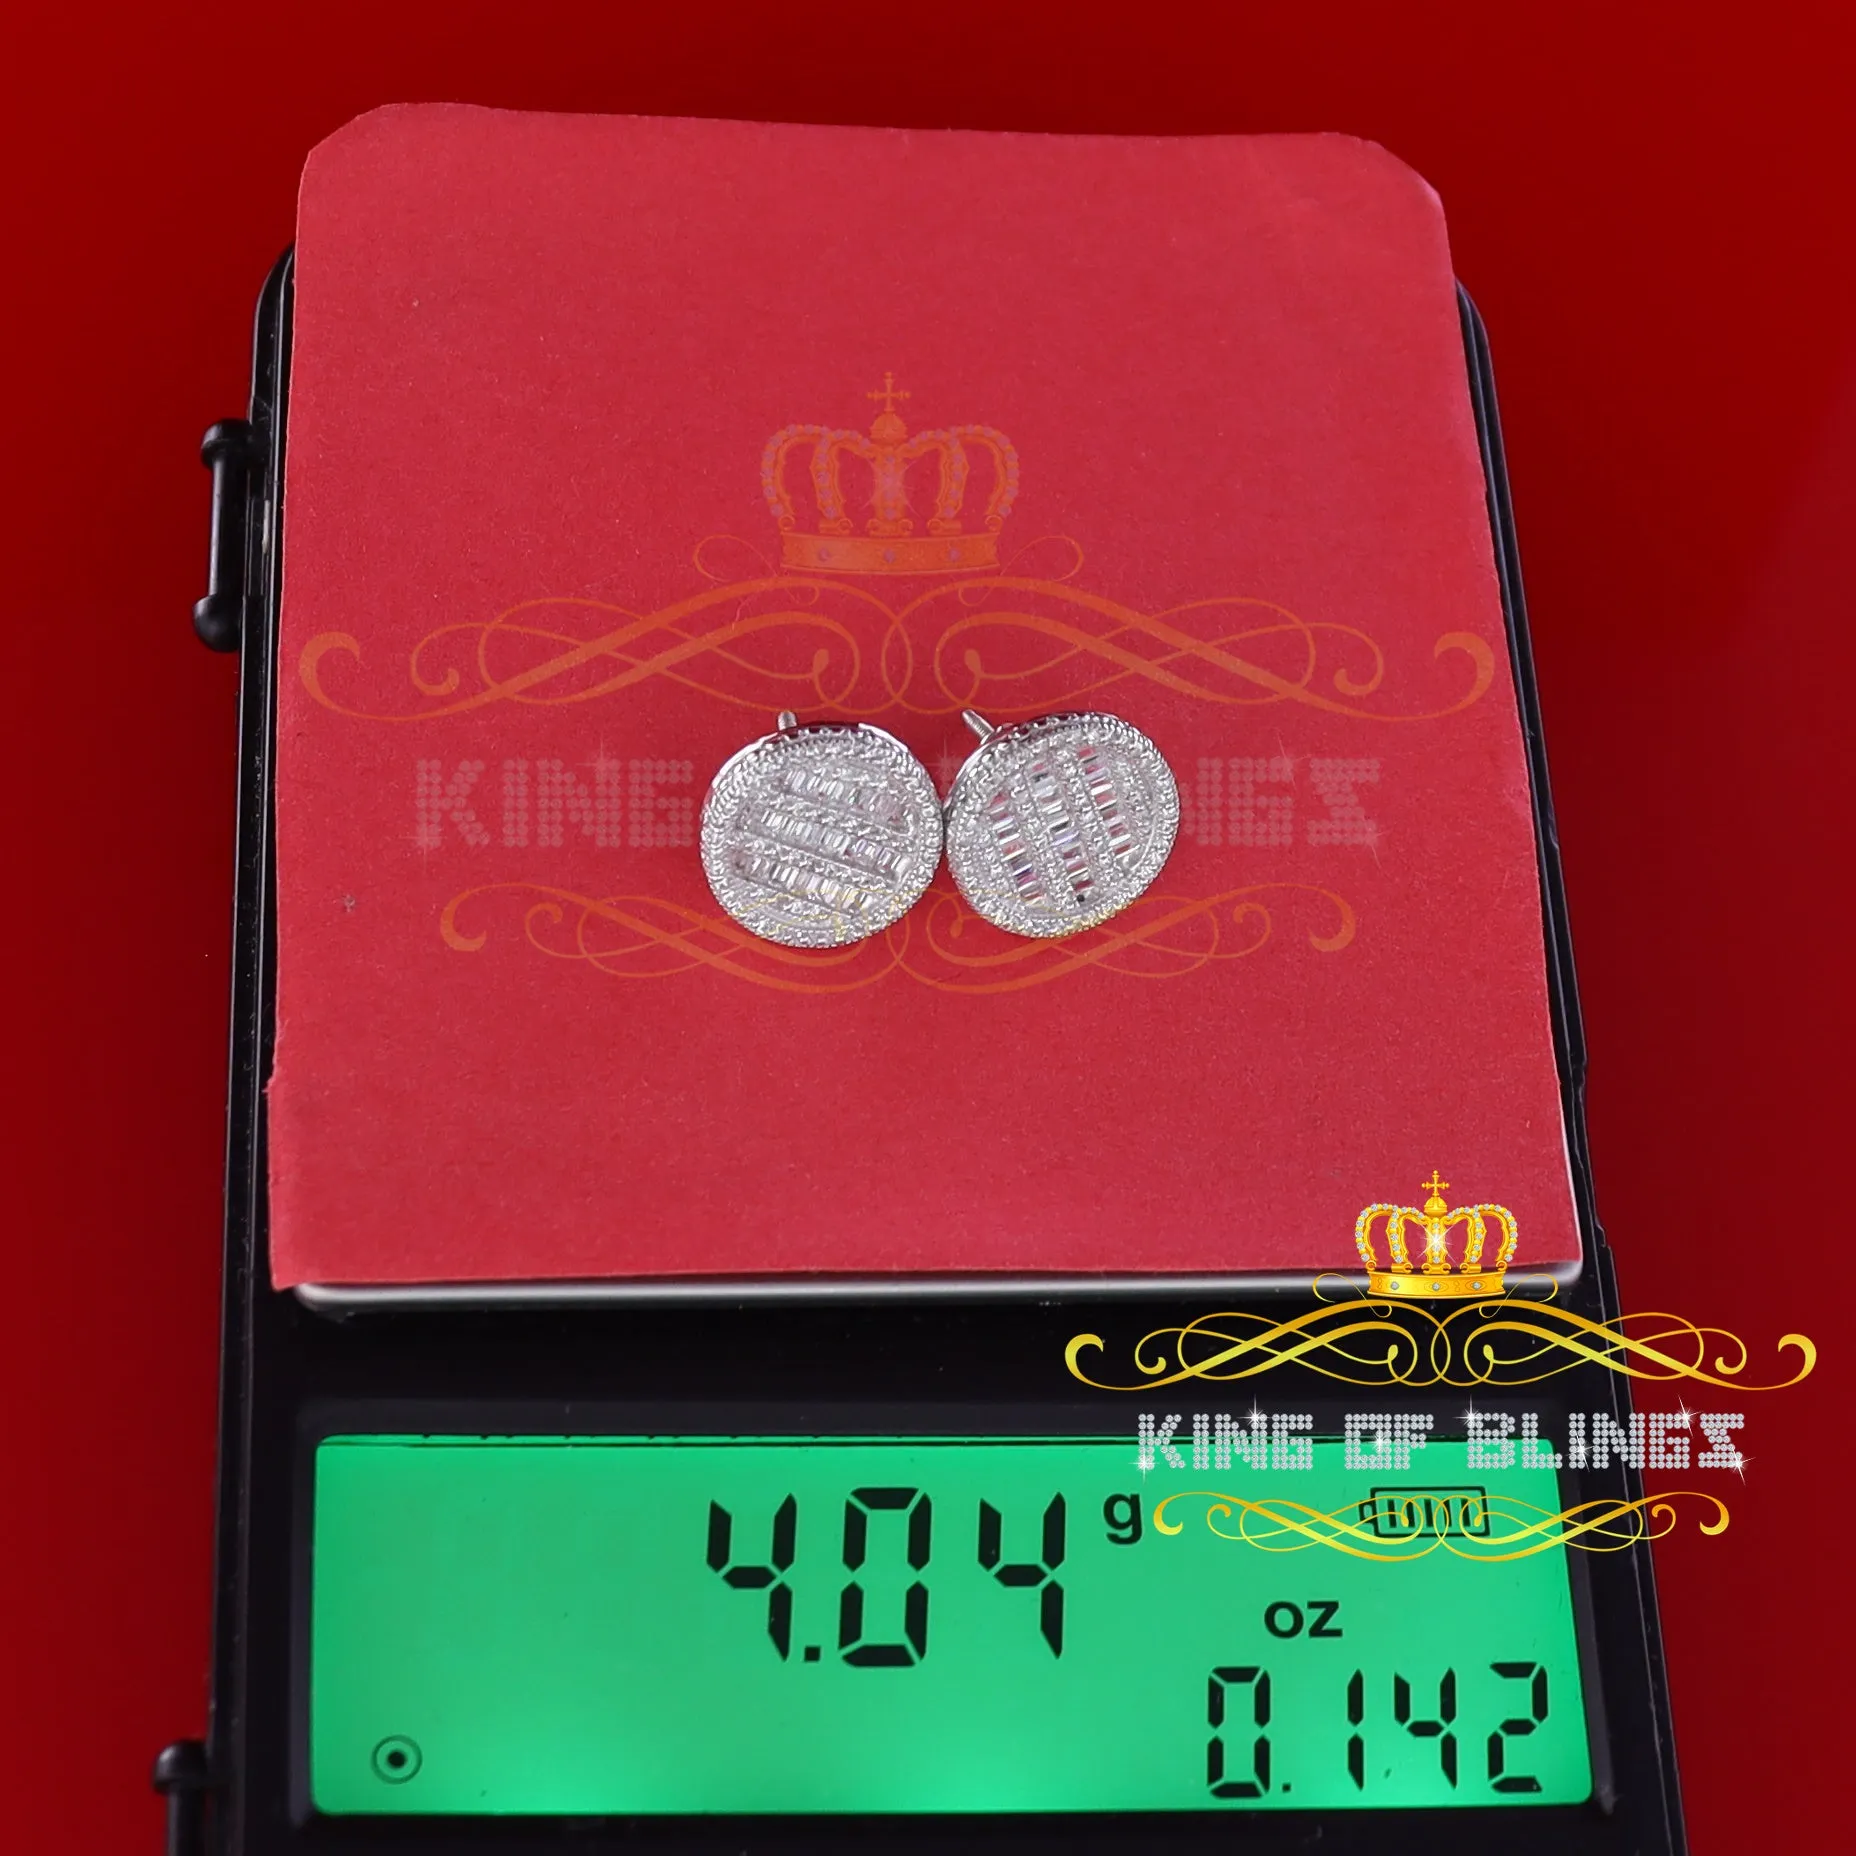 KING OF BLINGS
KING OF BLINGS
4.04 g
oz
0.142